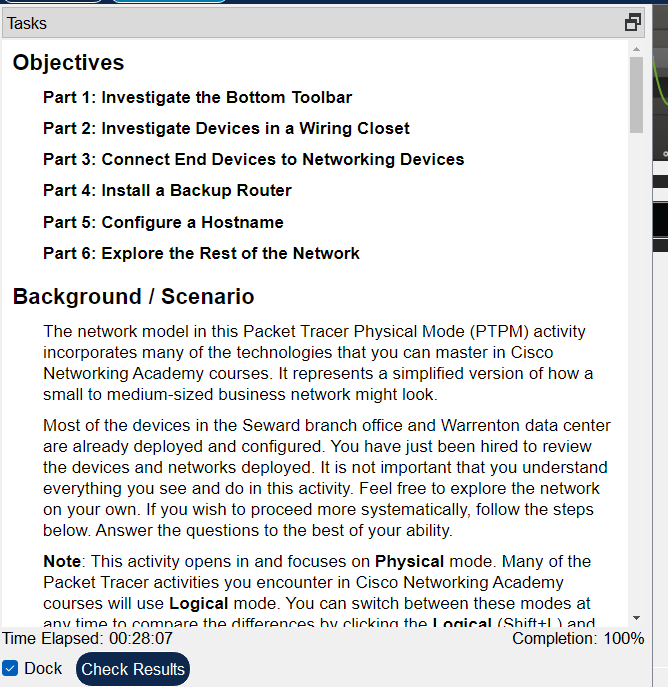 Tasks
Objectives
Part 1: Investigate the Bottom Toolbar
Part 2: Investigate Devices in a Wiring Closet
Part 3: Connect End Devices to Networking Devices
Part 4: Install a Backup Router
Part 5: Configure a Hostname
Part 6: Explore the Rest of the Network
Background / Scenario
The network model in this Packet Tracer Physical Mode (PTPM) activity
incorporates many of the technologies that you can master in Cisco
Networking Academy courses. It represents a simplified version of how a
small to medium-sized business network might look.
Most of the devices in the Seward branch office and Warrenton data center
are already deployed and configured. You have just been hired to review
the devices and networks deployed. It is not important that you understand
everything you see and do in this activity. Feel free to explore the network
on your own. If you wish to proceed more systematically, follow the steps
below. Answer the questions to the best of your ability.
Note: This activity opens in and focuses on Physical mode. Many of the
Packet Tracer activities you encounter in Cisco Networking Academy
courses will use Logical mode. You can switch between these modes at
any time to compare the differences by clicking the Logical (Shift+L) and
Time Elapsed: 00:28:07
Completion: 100%
Dock
Check Results